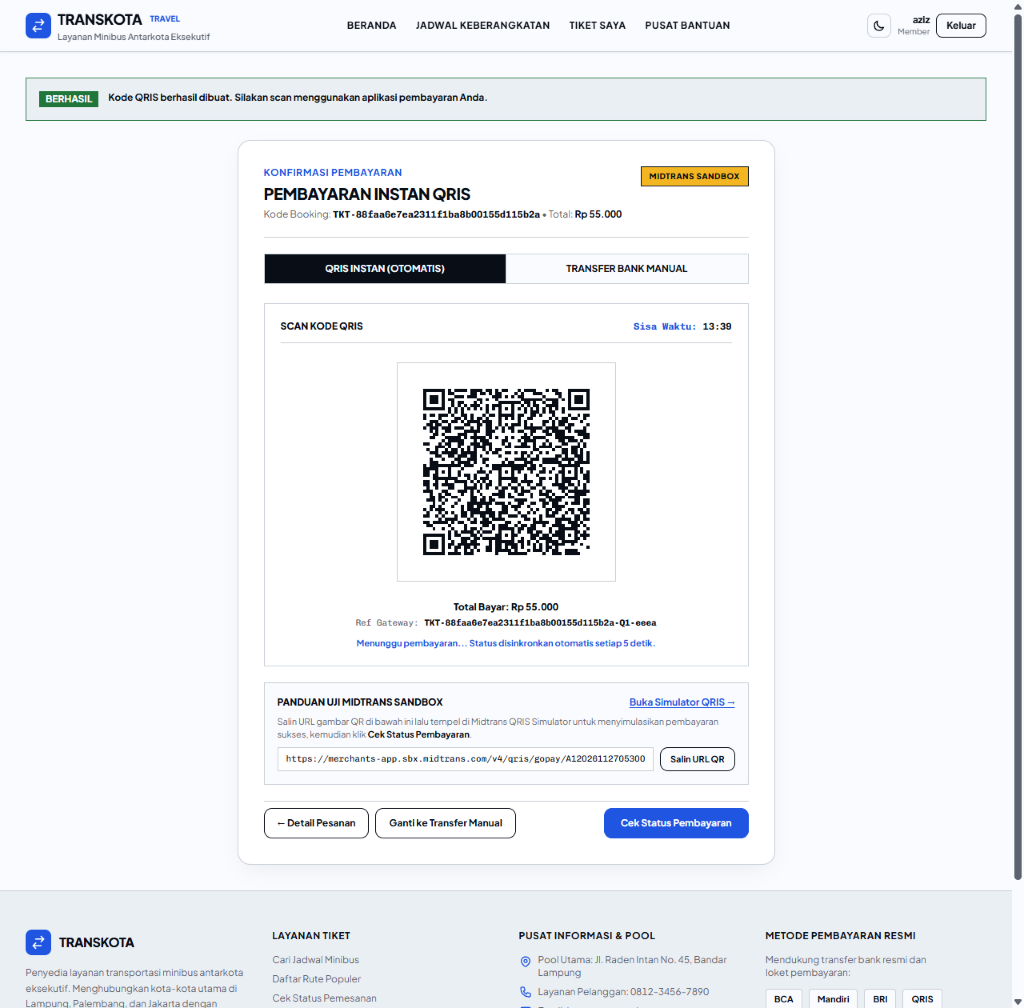 TRANSKOTA TRAVEL
Layanan Minibus Antarkota Eksekutif
BERANDA JADWAL KEBERANGKATAN TIKET SAYA PUSAT BANTUAN
aziz
Member
Keluar
BERHASIL Kode QRIS berhasil dibuat. Silakan scan menggunakan aplikasi pembayaran Anda.
KONFIRMASI PEMBAYARAN
PEMBAYARAN INSTAN QRIS
MIDTRANS SANDBOX
Kode Booking: TKT-88faa6e7ea2311f1ba8b00155d115b2a • Total: Rp 55.000
QRIS INSTAN (OTOMATIS) TRANSFER BANK MANUAL
SCAN KODE QRIS Sisa Waktu: 13:39
Total Bayar: Rp 55.000
Ref Gateway: TKT-88faa6e7ea2311f1ba8b00155d115b2a-Q1-eeea
Menunggu pembayaran... Status disinkronkan otomatis setiap 5 detik.
PANDUAN UJI MIDTRANS SANDBOX Buka Simulator QRIS →
Salin URL gambar QR di bawah ini lalu tempel di Midtrans QRIS Simulator untuk menyimulasikan pembayaran
sukses, kemudian klik Cek Status Pembayaran.
https://merchants-app.sbx.midtrans.com/v4/qris/gopay/A12026112705300 Salin URL QR
← Detail Pesanan Ganti ke Transfer Manual Cek Status Pembayaran
TRANSKOTA
Penyedia layanan transportasi minibus antarkota
eksekutif. Menghubungkan kota-kota utama di
Lampung, Palembang, dan Jakarta dengan
LAYANAN TIKET
Cari Jadwal Minibus
Daftar Rute Populer
Cek Status Pemesanan
PUSAT INFORMASI & POOL
Pool Utama: Jl. Raden Intan No. 45, Bandar
Lampung
Layanan Pelanggan: 0812-3456-7890
METODE PEMBAYARAN RESMI
Mendukung transfer bank resmi dan
loket pembayaran:
BCA Mandiri BRI QRIS